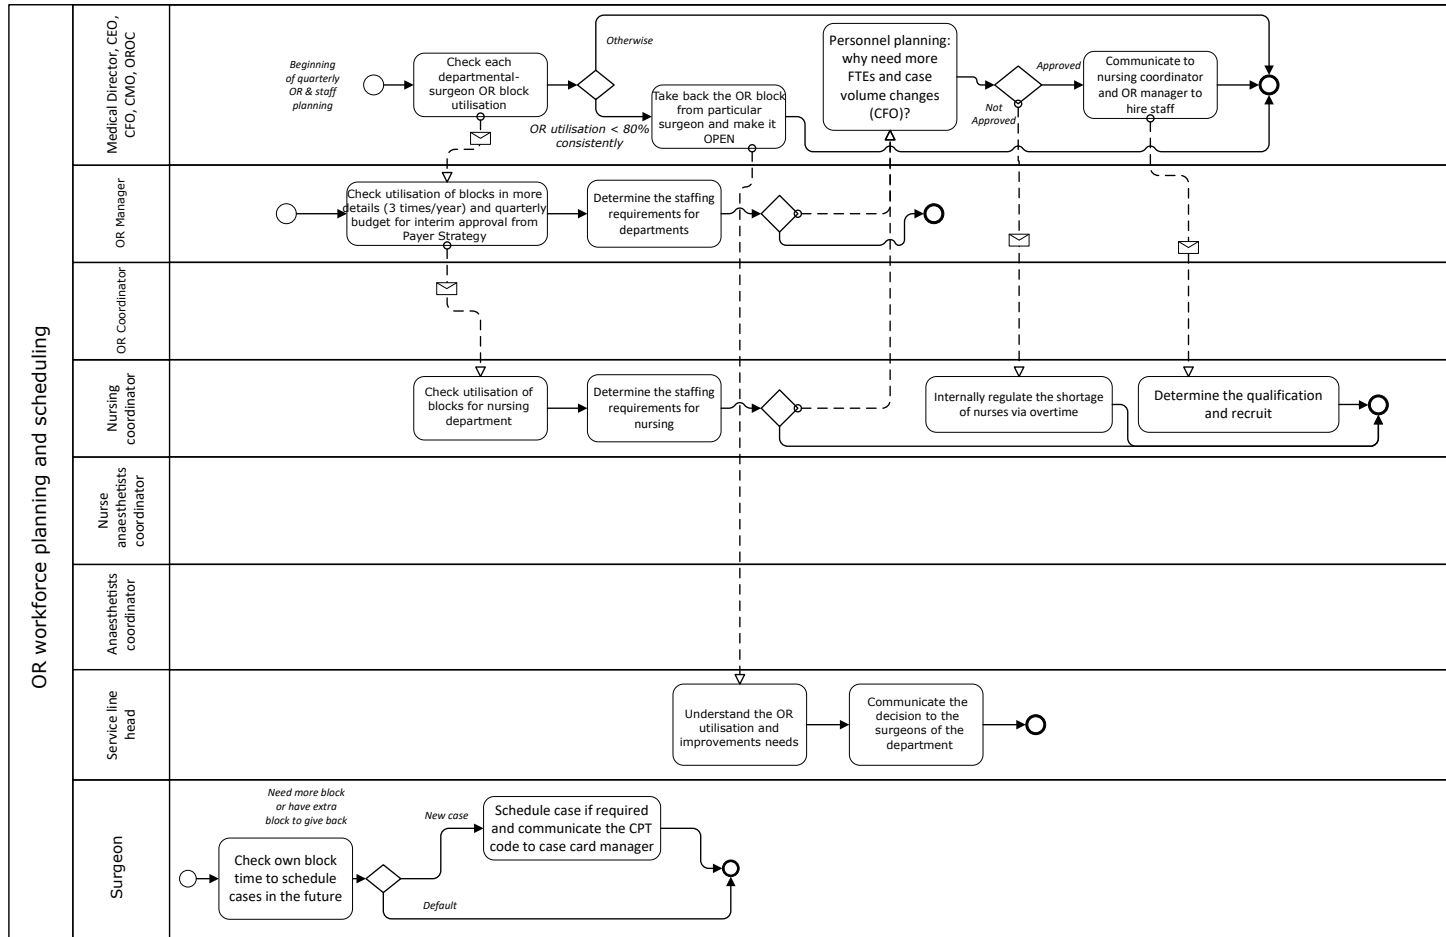 OR workforce planning and scheduling
Medical Director, CEO,
CFO, CMO, OROC
Beginning
of quarterly
OR & staff
planning
Check each
departmental-
surgeon OR block
utilisation
Otherwise
OR utilisation < 80%
consistently
Take back the OR block
from particular
surgeon and make it
OPEN
Personnel planning:
why need more
FTEs and case
volume changes
(CFO)?
Approved
Not
Approved
Communicate to
nursing coordinator
and OR manager to
hire staff
OR Manager
Check utilisation of blocks in more
details (3 times/year) and quarterly
budget for interim approval from
Payer Strategy
Determine the staffing
requirements for
departments
OR Coordinator
Nursing
coordinator
Check utilisation of
blocks for nursing
department
Determine the staffing
requirements for
nursing
Internally regulate the shortage
of nurses via overtime
Determine the qualification
and recruit
Nurse
anaesthetists
coordinator
Anaesthetists
coordinator
Service line
head
Understand the OR
utilisation and
improvements needs
Communicate the
decision to the
surgeons of the
department
Surgeon
Need more block
or have extra
block to give back
Check own block
time to schedule
cases in the future
New case
Default
Schedule case if required
and communicate the CPT
code to case card manager